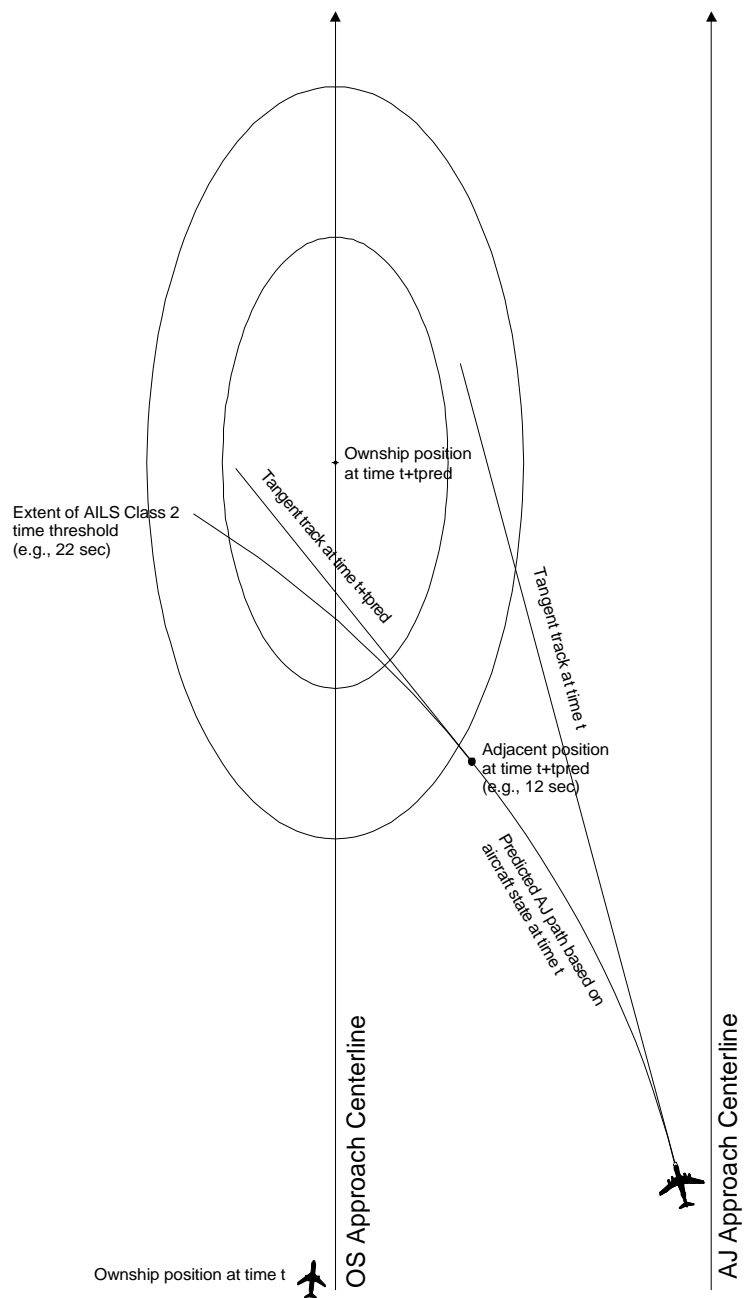 Ownship position
at time t+tpred
Extent of AILS Class 2
time threshold
(e.g., 22 sec)
Tangent track at time t+tpred
Tangent track at time t
Adjacent position
at time t+tpred
(e.g., 12 sec)
Predicted AJ path based on
aircraft state at time t
OS Approach Centerline
AJ Approach Centerline
Ownship position at time t